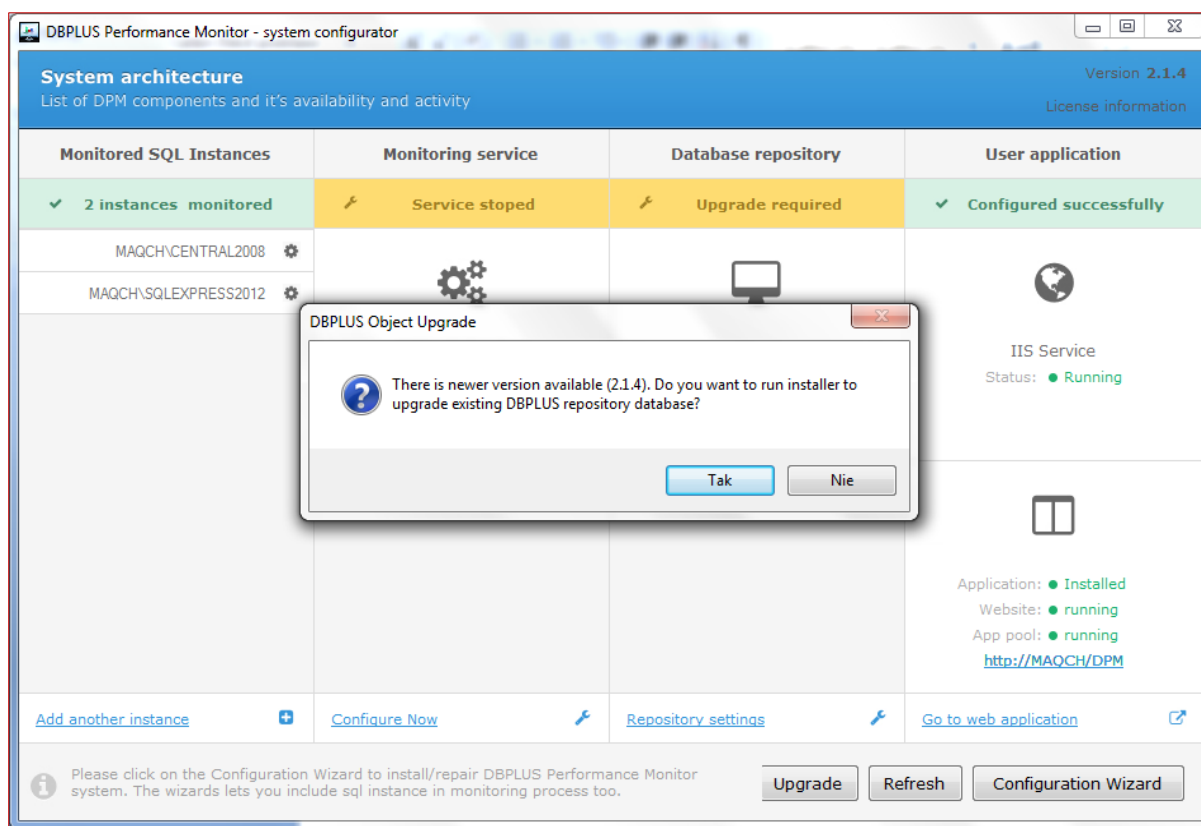 DBPLUS Performance Monitor - system configurator
System architecture
List of DPM components and it's availability and activity
Version 2.1.4
License information
Monitored SQL Instances
Monitoring service
Database repository
User application
2 instances monitored
Service stoped
Upgrade required
Configured successfully
MAQCH\CENTRAL2008
MAQCH\SQLEXPRESS2012
DBPLUS Object Upgrade
There is newer version available (2.1.4). Do you want to run installer to
upgrade existing DBPLUS repository database?
Tak
Nie
IIS Service
Status: Running
Application: Installed
Website: running
App pool: running
http://MAQCH/DPM
Add another instance
Configure Now
Repository settings
Go to web application
Please click on the Configuration Wizard to install/repair DBPLUS Performance Monitor
system. The wizards lets you include sql instance in monitoring process too.
Upgrade
Refresh
Configuration Wizard